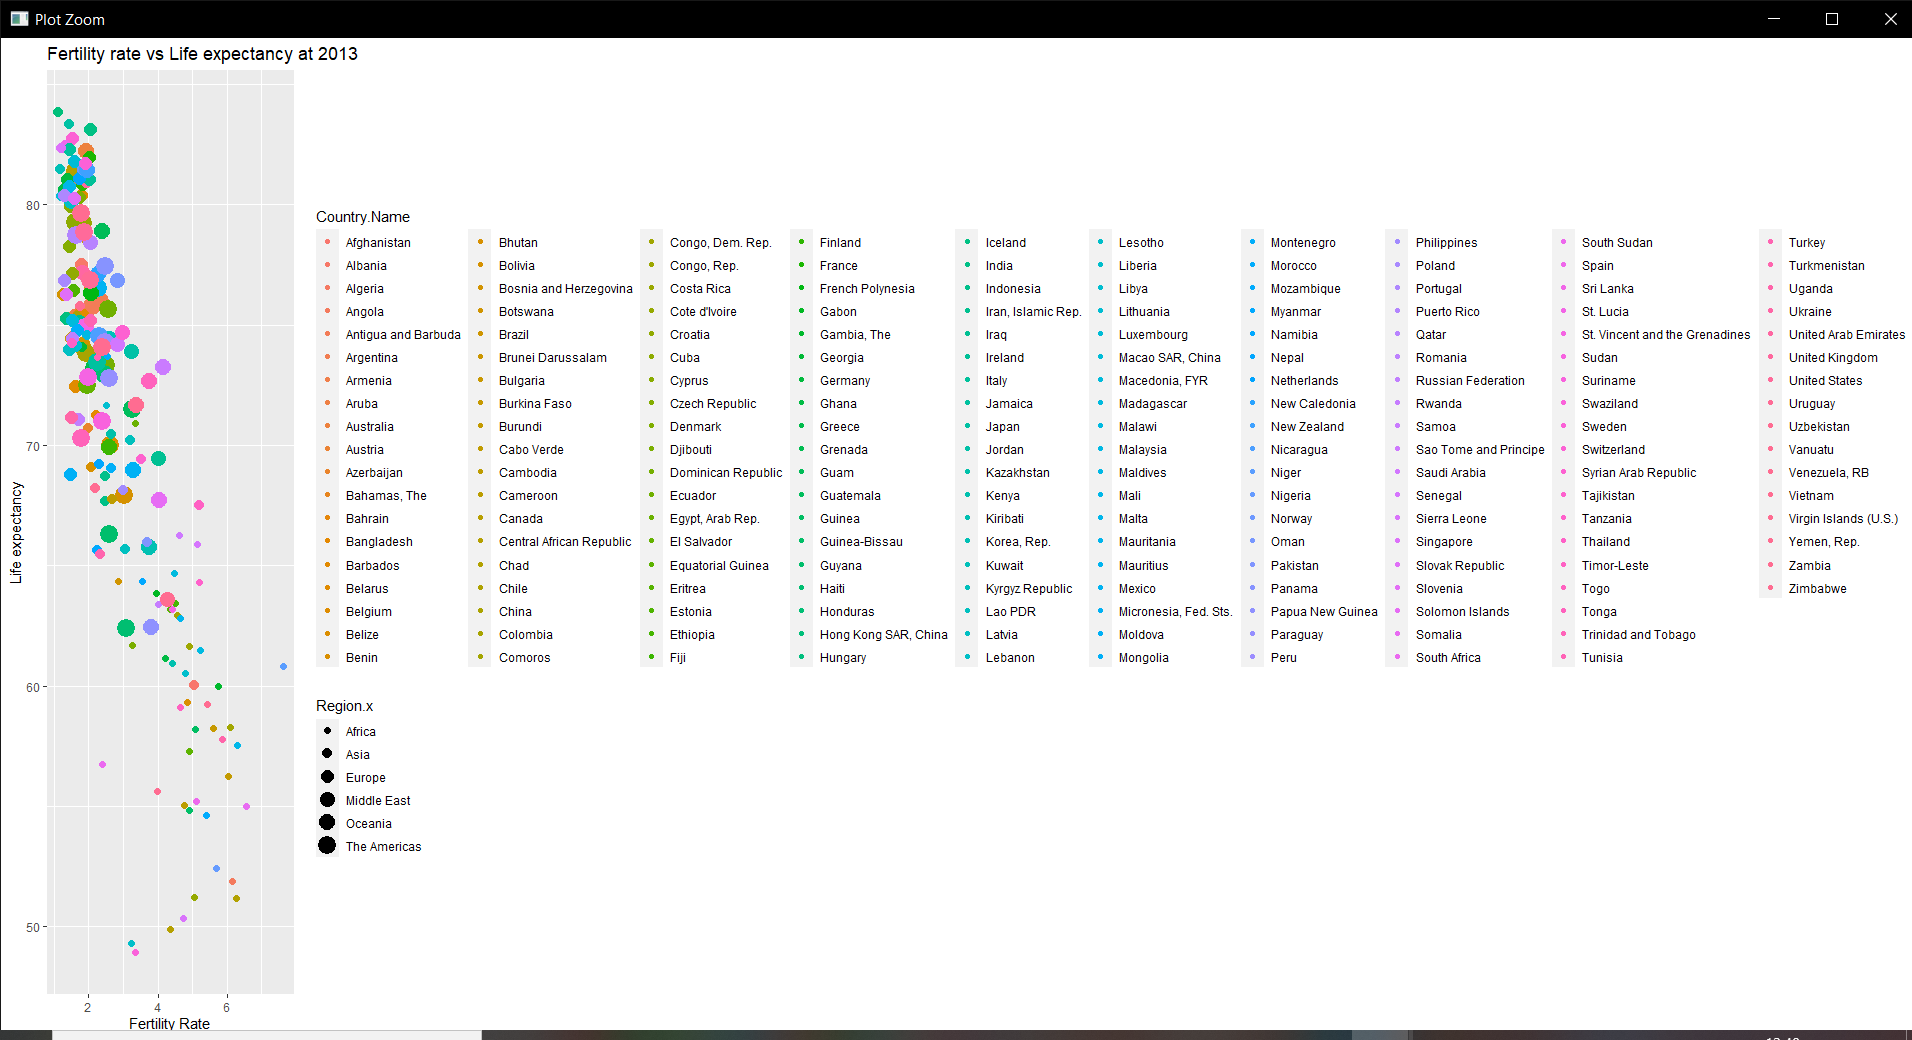 Plot Zoom
Fertility rate vs Life expectancy at 2013
80
70
60
50
Life expectancy
2 4 6
Fertility Rate
Country.Name
Afghanistan Bhutan Congo, Dem. Rep. Finland Iceland Lesotho Montenegro Philippines South Sudan Turkey
Albania Bolivia Congo, Rep. France India Liberia Morocco Poland Spain Turkmenistan
Algeria Bosnia and Herzegovina Costa Rica French Polynesia Indonesia Libya Mozambique Portugal Sri Lanka Uganda
Angola Botswana Cote d'Ivoire Gabon Iran, Islamic Rep. Lithuania Myanmar Puerto Rico St. Lucia Ukraine
Antigua and Barbuda Brazil Croatia Gambia, The Iraq Luxembourg Namibia Qatar St. Vincent and the Grenadines United Arab Emirates
Argentina Brunei Darussalam Cuba Georgia Ireland Macao SAR, China Nepal Romania Sudan United Kingdom
Armenia Bulgaria Cyprus Germany Italy Macedonia, FYR Netherlands Russian Federation Suriname United States
Aruba Burkina Faso Czech Republic Ghana Jamaica Madagascar New Caledonia Rwanda Swaziland Uruguay
Australia Burundi Denmark Greece Japan Malawi New Zealand Samoa Sweden Uzbekistan
Austria Cabo Verde Djibouti Grenada Jordan Malaysia Nicaragua Sao Tome and Principe Switzerland Vanuatu
Azerbaijan Cambodia Dominican Republic Guam Kazakhstan Maldives Niger Saudi Arabia Syrian Arab Republic Venezuela, RB
Bahamas, The Cameroon Ecuador Guatemala Kenya Mali Nigeria Senegal Tajikistan Vietnam
Bahrain Canada Egypt, Arab Rep. Guinea Kiribati Malta Norway Sierra Leone Tanzania Virgin Islands (U.S.)
Bangladesh Central African Republic El Salvador Guinea-Bissau Korea, Rep. Mauritania Oman Singapore Thailand Yemen, Rep.
Barbados Chad Equatorial Guinea Guyana Kuwait Mauritius Pakistan Slovak Republic Timor-Leste Zambia
Belarus Chile Eritrea Haiti Kyrgyz Republic Mexico Panama Slovenia Togo Zimbabwe
Belgium China Estonia Honduras Lao PDR Micronesia, Fed. Sts. Papua New Guinea Solomon Islands Tonga
Belize Colombia Ethiopia Hong Kong SAR, China Latvia Moldova Paraguay Somalia Trinidad and Tobago
Benin Comoros Fiji Hungary Lebanon Mongolia Peru South Africa Tunisia
Region.x
Africa
Asia
Europe
Middle East
Oceania
The Americas